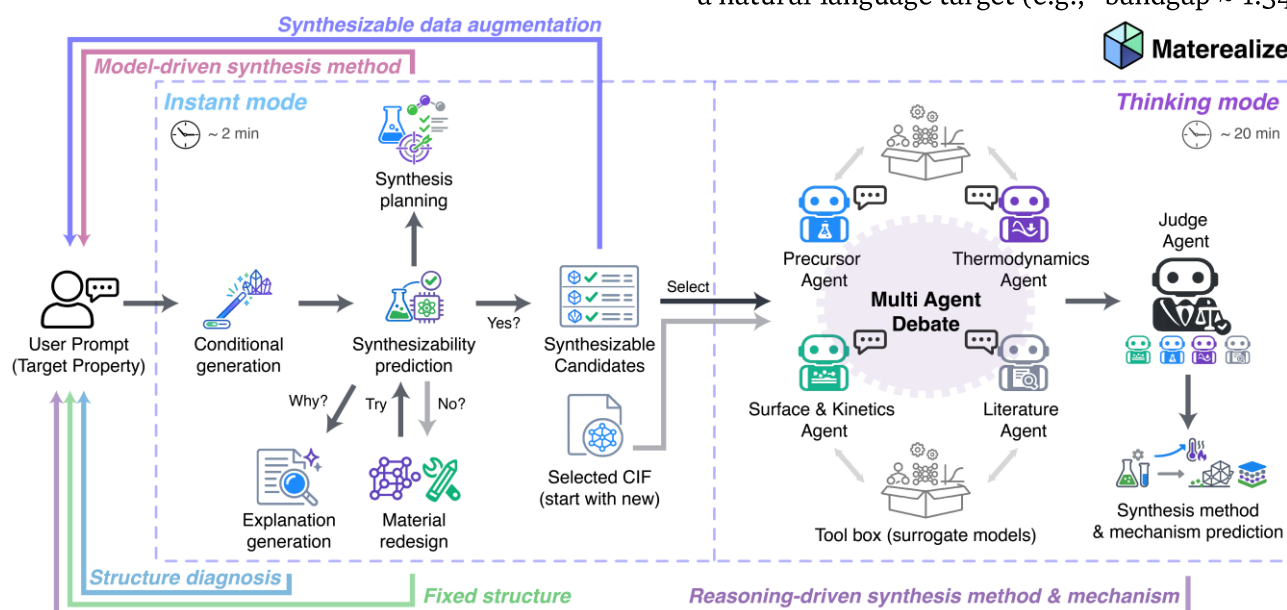 a natural language target (e.g., "bandgap ~ 1.34
Synthesizable data augmentation
Materealize
Model-driven synthesis method
Instant mode
~ 2 min
Thinking mode
~ 20 min
Synthesis
planning
Precursor
Agent
Thermodynamics
Agent
Judge
Agent
Multi Agent
Debate
Select
Yes?
User Prompt
(Target Property)
Conditional
generation
Synthesizability
prediction
Synthesizable
Candidates
Why?
Try
No?
Surface & Kinetics
Agent
Literature
Agent
Selected CIF
(start with new)
Explanation
generation
Material
redesign
Tool box (surrogate models)
Synthesis method
& mechanism prediction
Structure diagnosis
Fixed structure
Reasoning-driven synthesis method & mechanism